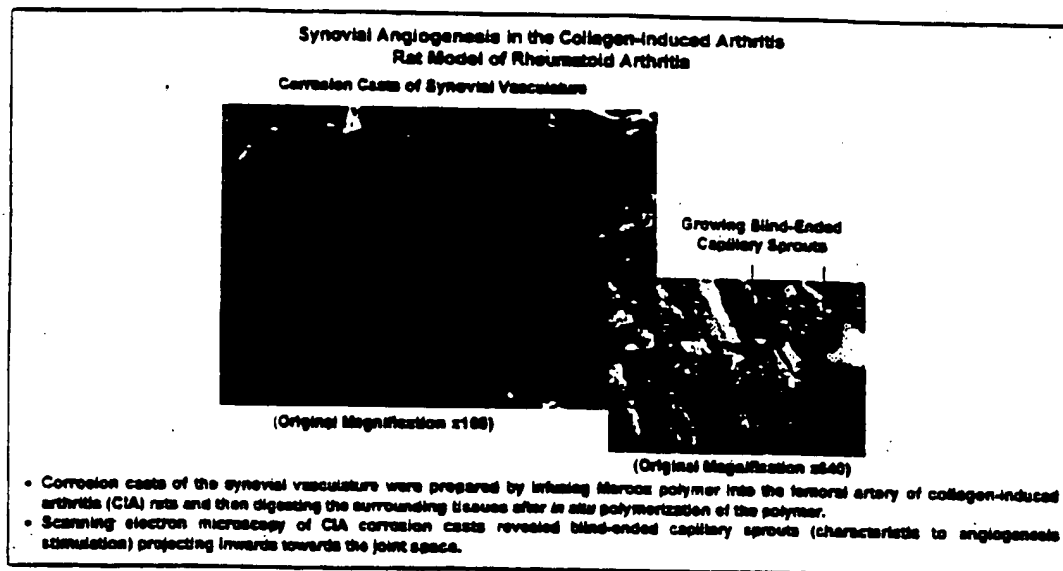 Synovial Angiogenesis in the Collagen-Induced Arthritis
Rat Model of Rheumatoid Arthritis
Corrosion Casts of Synovial Vasculature
Growing Blind-Ended
Capillary Sprouts
(Original Magnification
(Original Magnification
• Corrosion casts of the synovial vasculature were prepared by infusing polymer into the femoral artery of collagen-induced
arthritis (CIA) rats and then digesting the surrounding tissues after in situ polymerization of the polymer.
• Scanning electron microscopy of CIA corrosion casts revealed blind-ended capillary sprouts (characteristic to angiogenesis
stimulation) projecting inwards towards the joint space.